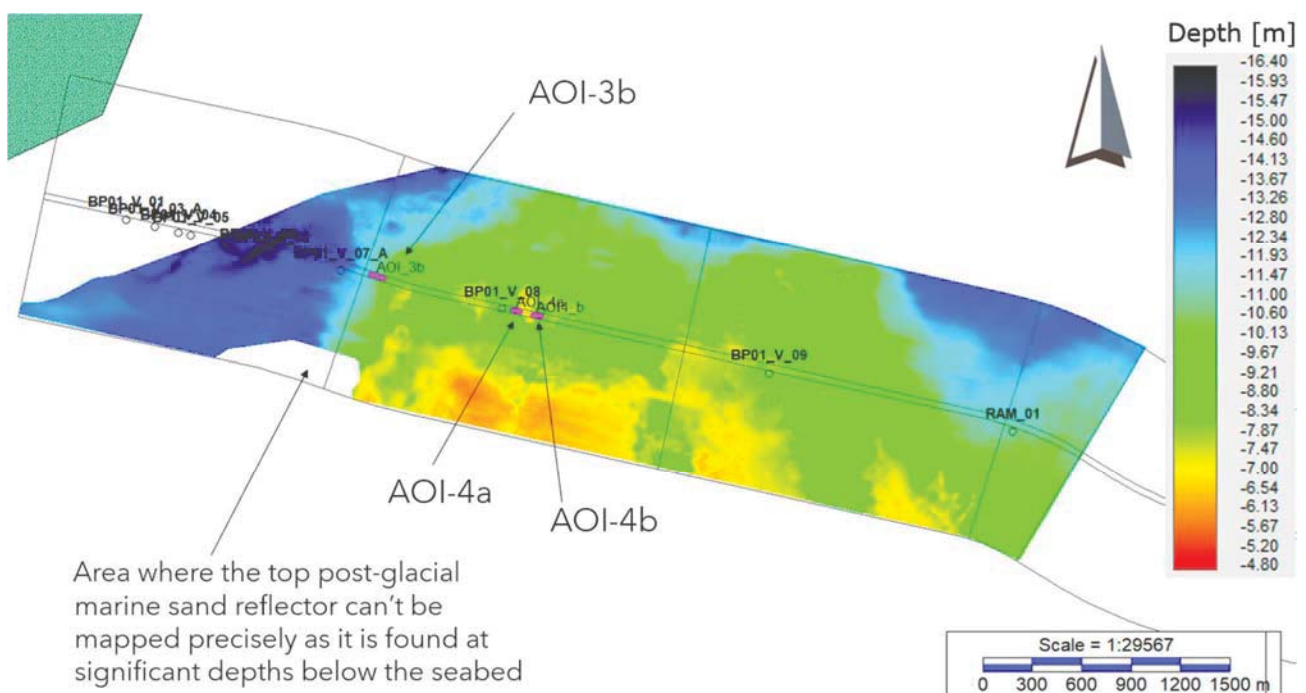 Depth [m]
-16.40
-15.93
-15.47
-15.00
-14.60
-14.13
-13.67
-13.26
-12.80
-12.34
-11.93
-11.47
-11.00
-10.60
-10.13
-9.67
-9.21
-8.80
-8.34
-7.87
-7.47
-7.00
-6.54
-6.13
-5.67
-5.20
-4.80
AOI-3b
BP01_V_01
BP01_V_07_A
AOI_3b
BP01_V_08
BP01_V_09
RAM_01
AOI-4a
AOI-4b
Area where the top post-glacial
marine sand reflector can't be
mapped precisely as it is found at
significant depths below the seabed
Scale = 1:29567
0 300 600 900 1200 1500 m